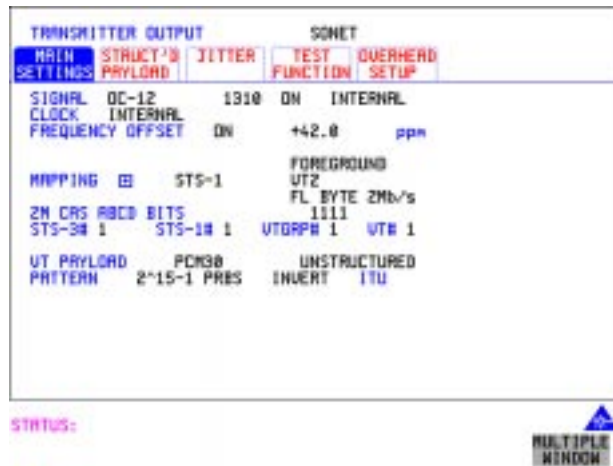 TRANSMITTER OUTPUT SONET
MAIN SETTINGS STRUCT'D PAYLOAD JITTER TEST FUNCTION OVERHEAD SETUP
SIGNAL OC-12 1310 ON INTERNAL
CLOCK INTERNAL
FREQUENCY OFFSET ON +42.0 ppm
FOREGROUND
MAPPING STS-1 VT2
FL BYTE 2Mb/s
2M CAS ABCD BITS 1111
STS-3# 1 STS-1# 1 VTGRP# 1 VT# 1
VT PAYLOAD PCM30 UNSTRUCTURED
PATTERN 2^15-1 PRBS INVERT ITU
STATUS:
MULTIPLE
WINDOW